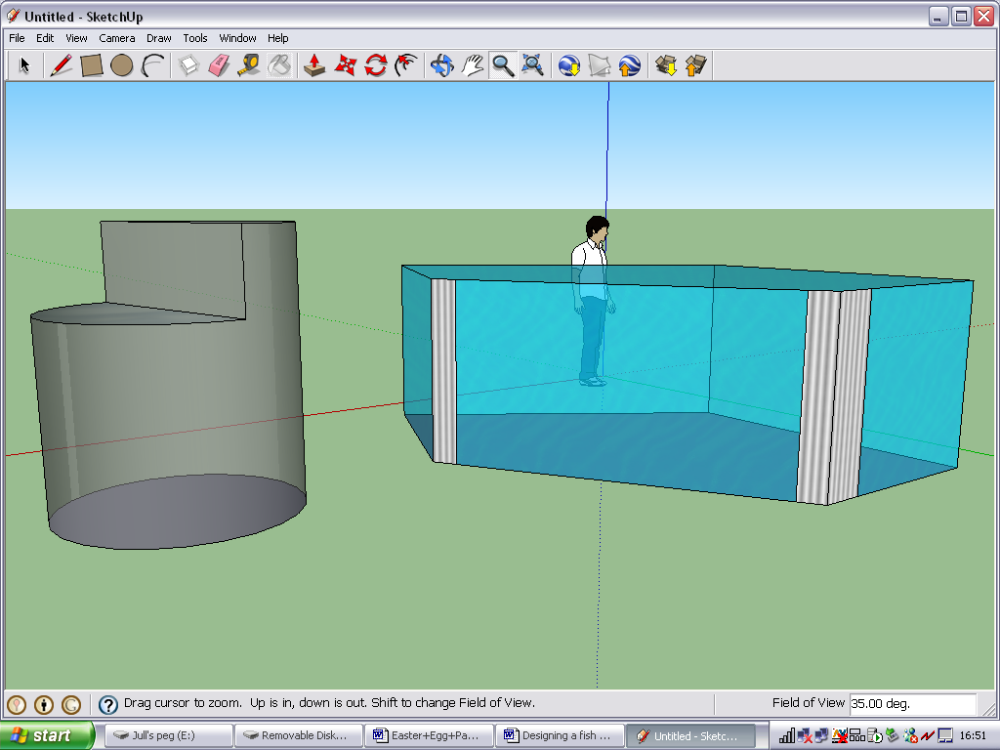 Untitled - SketchUp
File Edit View Camera Draw Tools Window Help
Drag cursor to zoom. Up is in, down is out. Shift to change Field of View.
Field of View 35.00 deg.
start
Jull's peg (E:)
Removable Disk...
Easter+Egg+Pa...
Designing a fish ...
Untitled - Sketc...
16:51